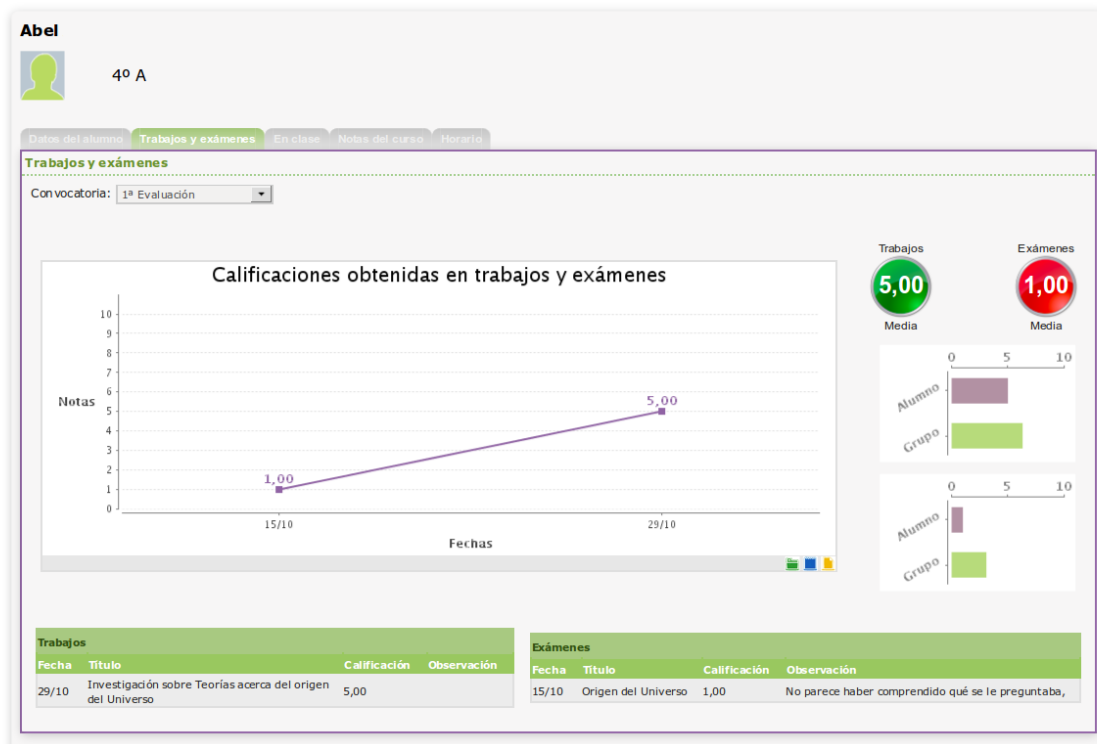 Abel
4º A
Datos del alumno Trabajos y exámenes En clase Notas del curso Horario
Trabajos y exámenes
Convocatoria: 1ª Evaluación
Calificaciones obtenidas en trabajos y exámenes
10
9
8
7
6
5
4
3
2
1
0
Notas
1,00
5,00
15/10 29/10
Fechas
Trabajos Exámenes
5,00 1,00
Media Media
0 5 10
Alumno
Grupo
0 5 10
Alumno
Grupo
Trabajos
Fecha Título Calificación Observación
29/10 Investigación sobre Teorías acerca del origen 5,00
del Universo
Exámenes
Fecha Título Calificación Observación
15/10 Origen del Universo 1,00 No parece haber comprendido qué se le preguntaba,